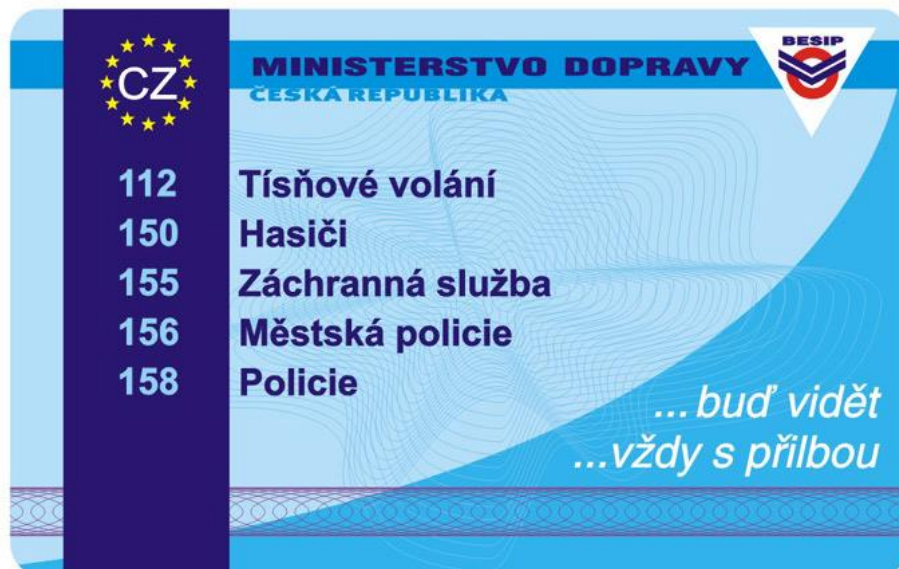 CZ
MINISTERSTVO DOPRAVY
ČESKÁ REPUBLIKA
BESIP
112 Tísňové volání
150 Hasiči
155 Záchranná služba
156 Městská policie
158 Policie
...buď vidět
...vždy s přilbou